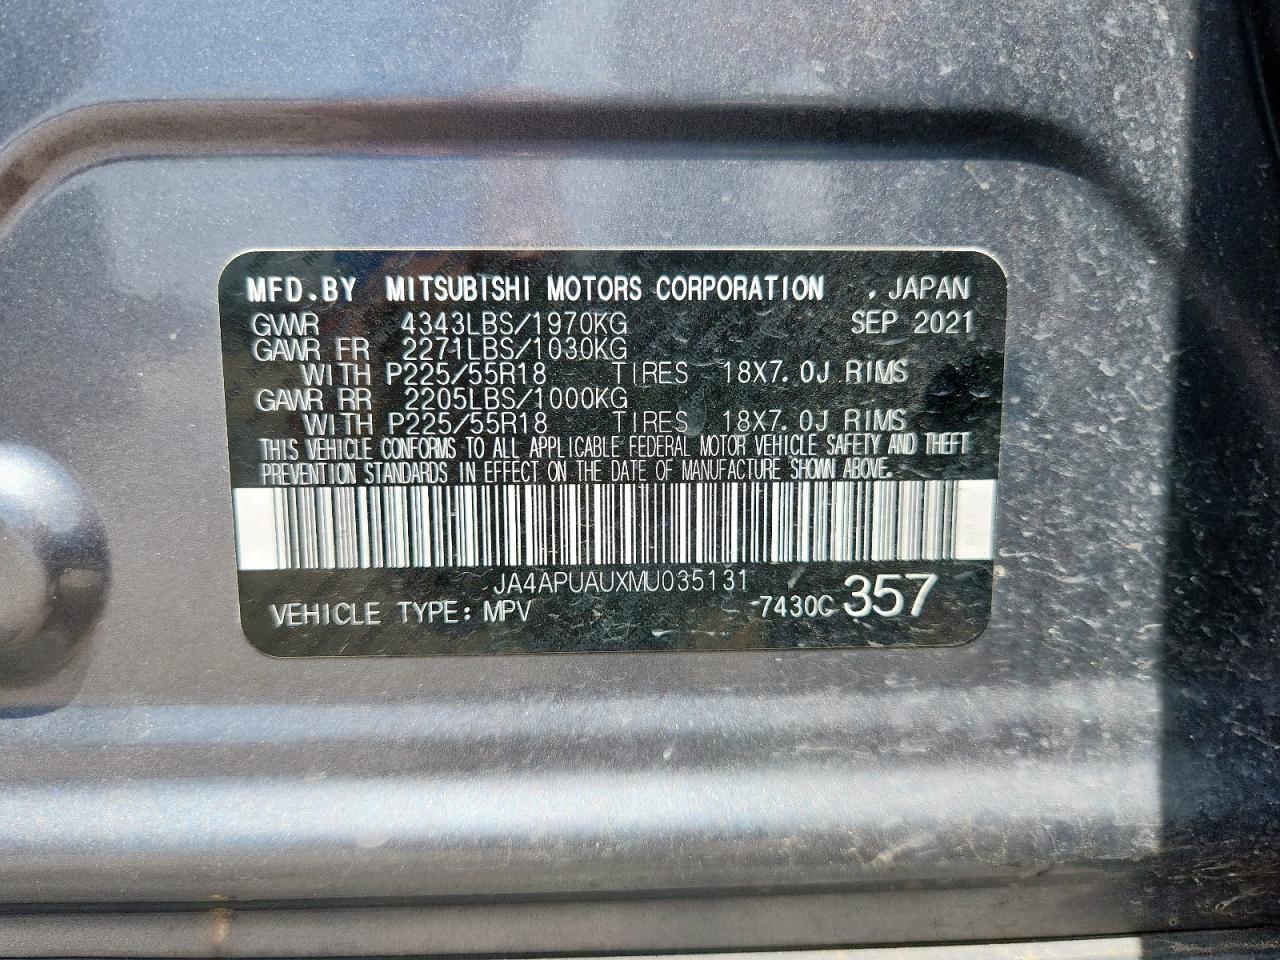 MFD.BY MITSUBISHI MOTORS CORPORATION . JAPAN
GVWR 4343LBS/1970KG SEP 2021
GAWR FR 2271LBS/1030KG
WITH P225/55R18 TIRES 18X7.0J RIMS
GAWR RR 2205LBS/1000KG
WITH P225/55R18 TIRES 18X7.0J RIMS
THIS VEHICLE CONFORMS TO ALL APPLICABLE FEDERAL MOTOR VEHICLE SAFETY AND THEFT
PREVENTION STANDARDS IN EFFECT ON THE DATE OF MANUFACTURE SHOWN ABOVE.
JA4APUAUXMU035131
VEHICLE TYPE: MPV 7430C 357